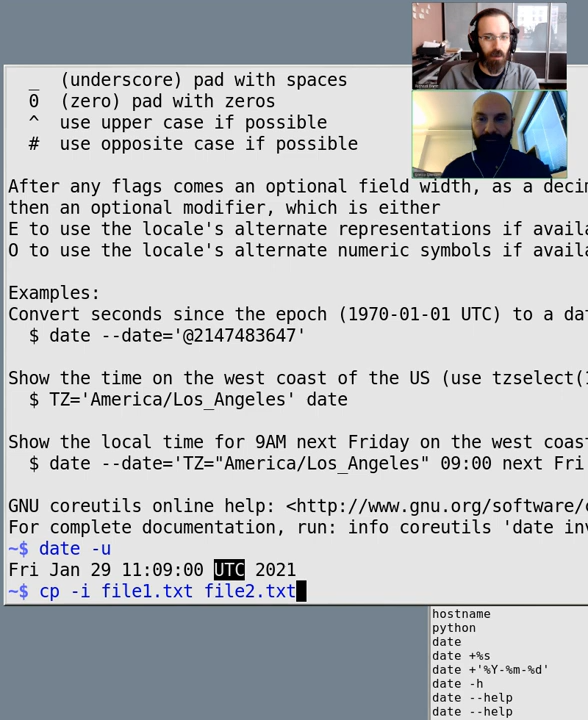 _  (underscore) pad with spaces
0  (zero) pad with zeros
^  use upper case if possible
#  use opposite case if possible
After any flags comes an optional field width, as a deci
then an optional modifier, which is either
E to use the locale's alternate representations if avail
O to use the locale's alternate numeric symbols if avail
Examples:
Convert seconds since the epoch (1970-01-01 UTC) to a da
$ date --date='@2147483647'
Show the time on the west coast of the US (use tzselect(1
$ TZ='America/Los_Angeles' date
Show the local time for 9AM next Friday on the west coas
$ date --date='TZ="America/Los_Angeles" 09:00 next Fri
GNU coreutils online help: <http://www.gnu.org/software/c
For complete documentation, run: info coreutils 'date inv
~$ date -u
Fri Jan 29 11:09:00 UTC 2021
~$ cp -i file1.txt file2.txt
hostname
python
date
date +%s
date +'%Y-%m-%d'
date -h
date --help
date --help